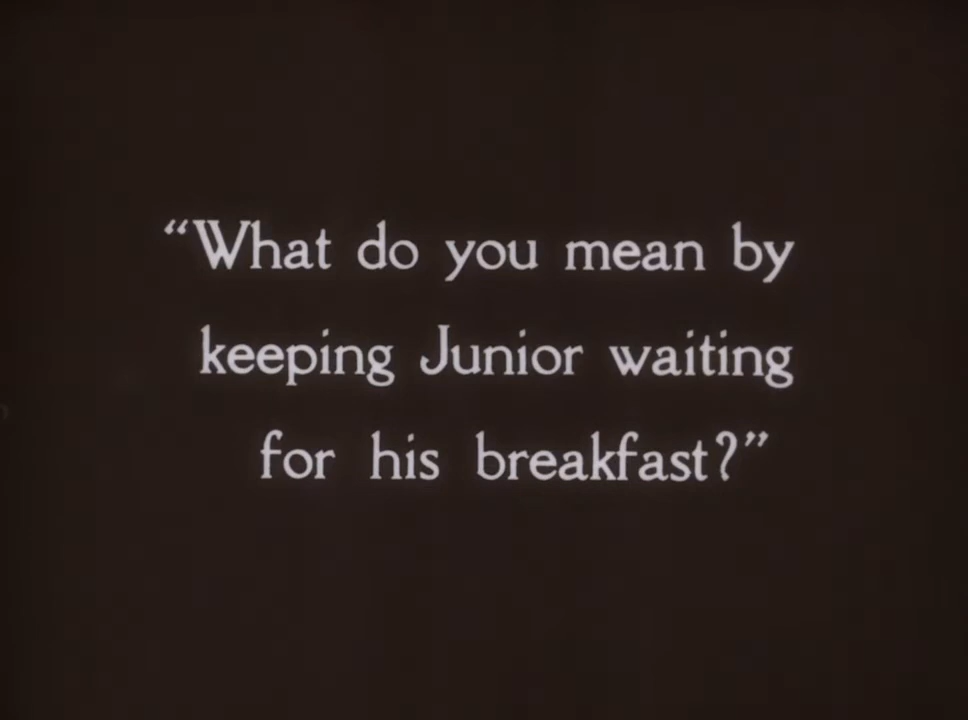 “What do you mean by
keeping Junior waiting
for his breakfast?”